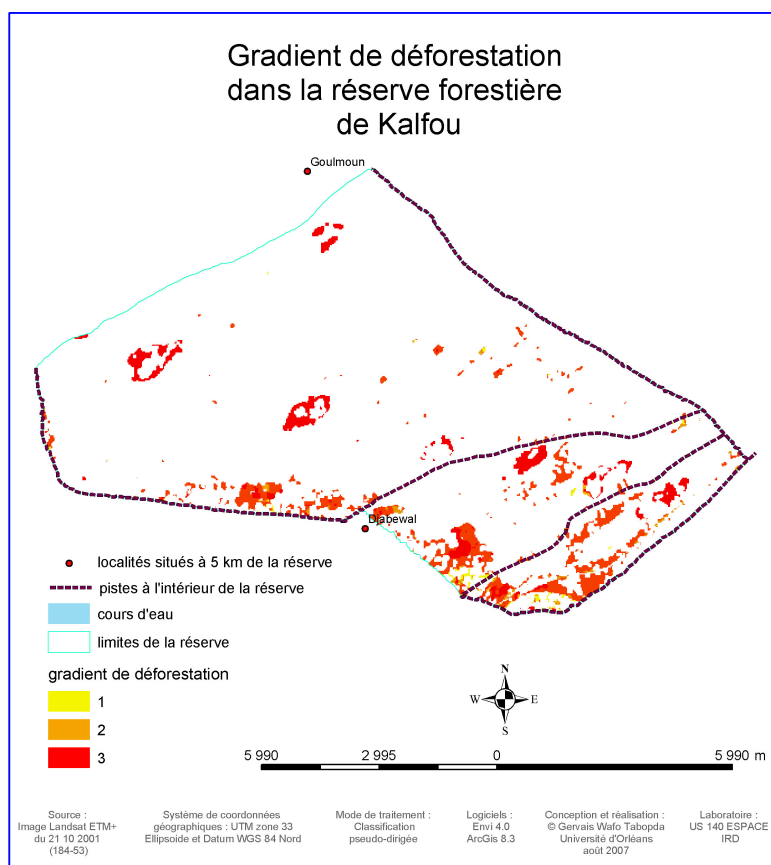 Gradient de déforestation
dans la réserve forestière
de Kalfou
Goulmoun
Djabewal
localités situés à 5 km de la réserve
pistes à l'intérieur de la réserve
cours d'eau
limites de la réserve
gradient de déforestation
1
2
3
N
W E
S
5 990 2 995 0 5 990 m
Source :
Image Landsat ETM+
du 21 10 2001
(184-53)
Système de coordonnées
géographiques : UTM zone 33
Ellipsoide et Datum WGS 84 Nord
Mode de traitement :
Classification
pseudo-dirigée
Logiciels :
Envi 4.0
ArcGis 8.3
Conception et réalisation :
© Gervais Wafo Tabopda
Université d'Orléans
août 2007
Laboratoire :
US 140 ESPACE
IRD